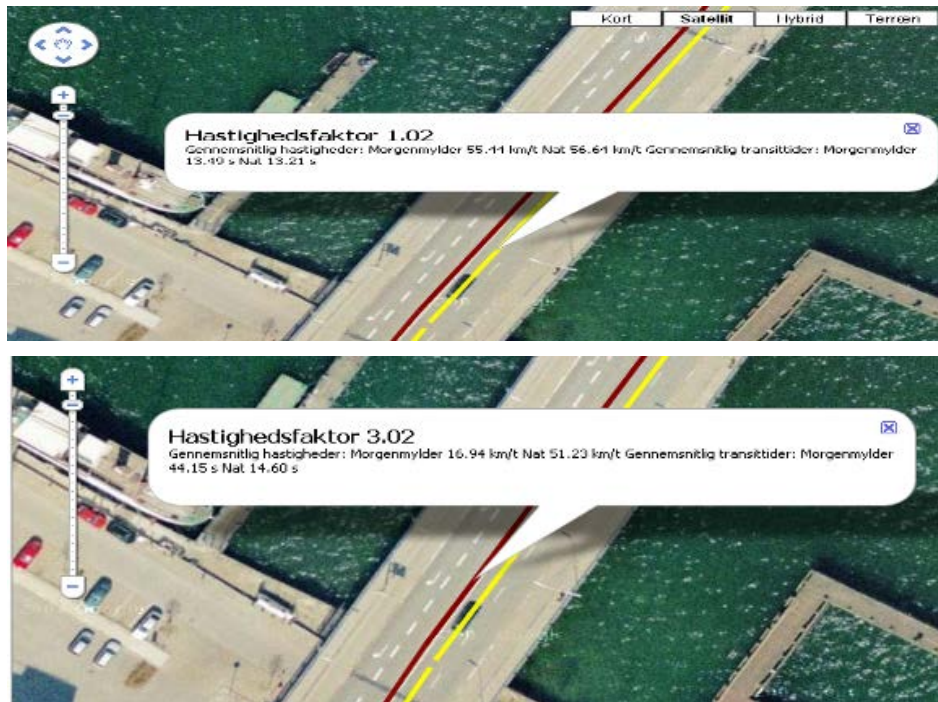 Kort Satellit Hybrid Terræn
Hastighedsfaktor 1.02
Gennemsnitlig hastigheder: Morgenmylder 55.44 km/t Nat 56.64 km/t Gennemsnitlig transittider: Morgenmylder
13.49 s Nat 13.21 s
Hastighedsfaktor 3.02
Gennemsnitlig hastigheder: Morgenmylder 16.94 km/t Nat 51.23 km/t Gennemsnitlig transittider: Morgenmylder
44.15 s Nat 14.60 s